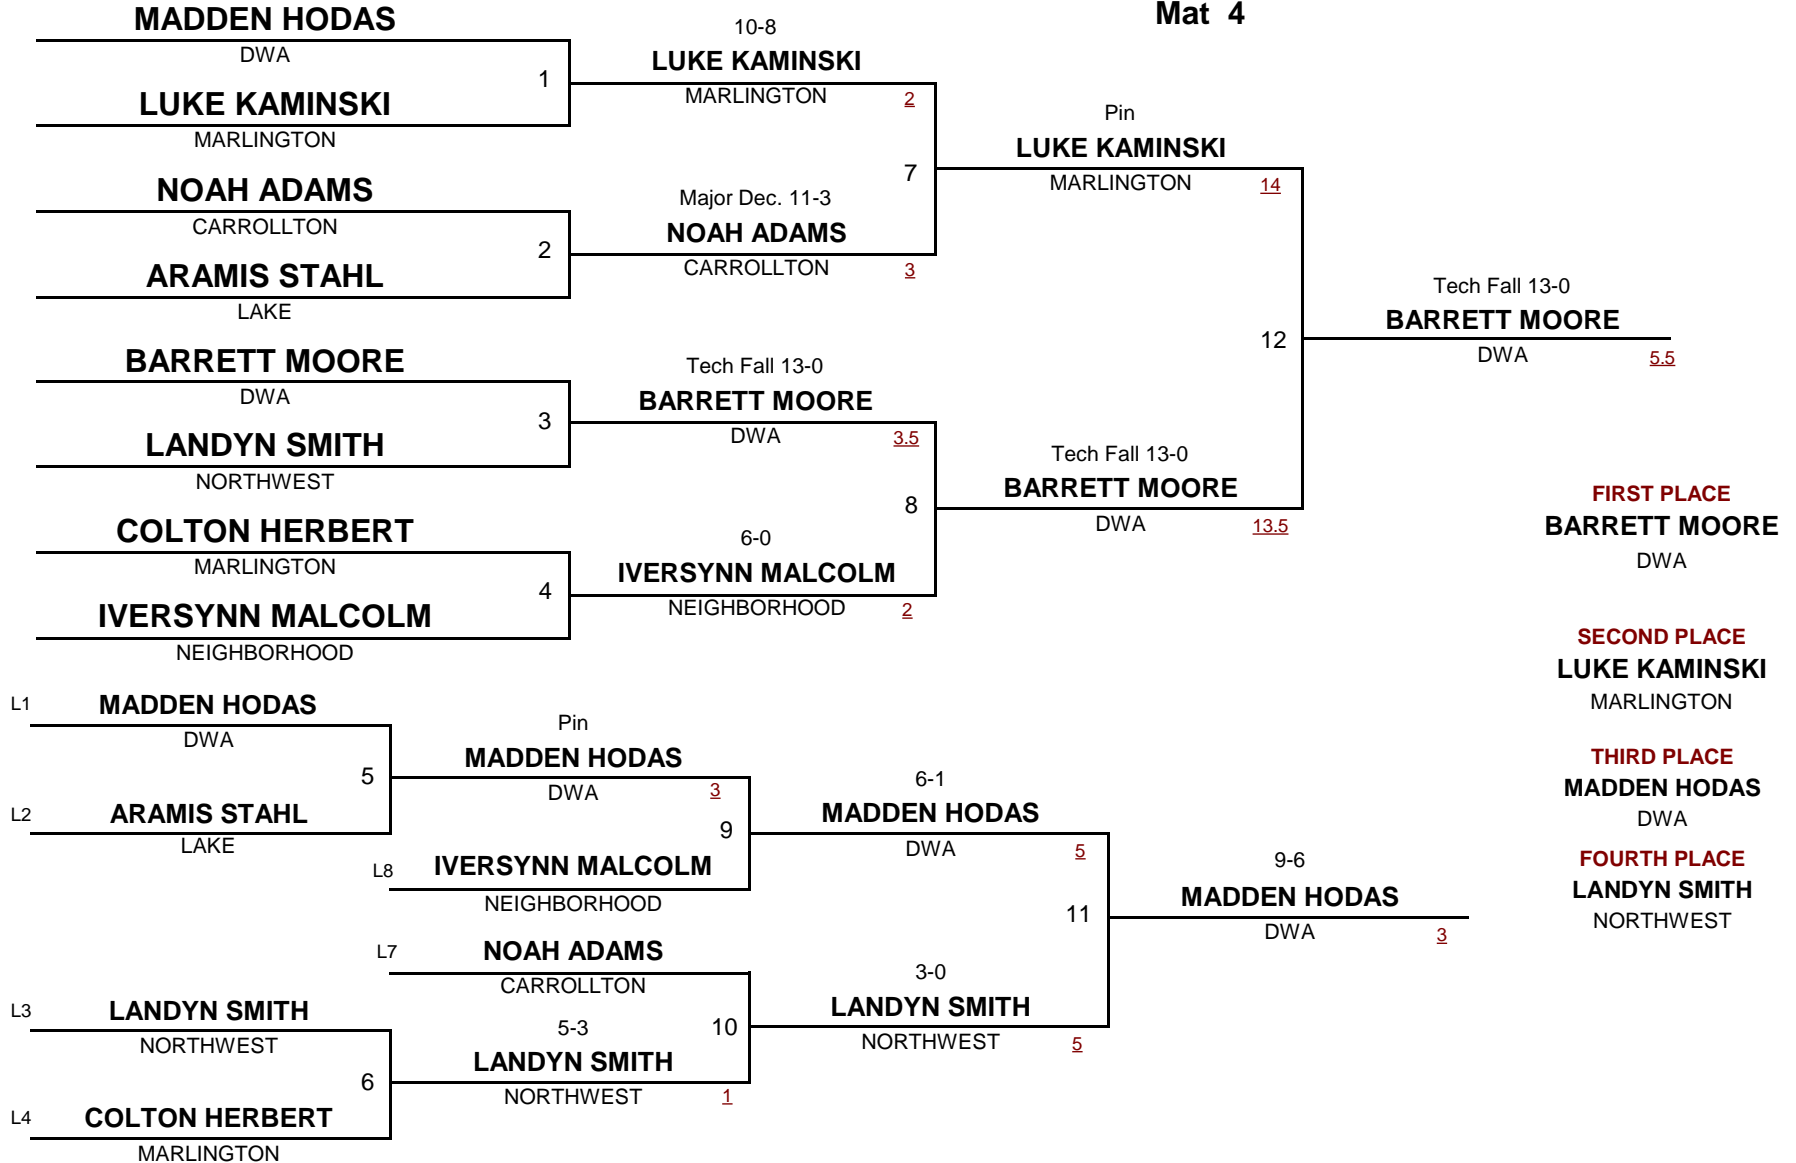 Mat 4
MADDEN HODAS
DWA
1
LUKE KAMINSKI
MARLINGTON
NOAH ADAMS
CARROLLTON
2
ARAMIS STAHL
LAKE
BARRETT MOORE
DWA
3
LANDYN SMITH
NORTHWEST
COLTON HERBERT
MARLINGTON
4
IVERSYNN MALCOLM
NEIGHBORHOOD
10-8
LUKE KAMINSKI
MARLINGTON 2
7
Major Dec. 11-3
NOAH ADAMS
CARROLLTON 3
Tech Fall 13-0
BARRETT MOORE
DWA 3.5
8
6-0
IVERSYNN MALCOLM
NEIGHBORHOOD 2
Pin
LUKE KAMINSKI
MARLINGTON 14
12
Tech Fall 13-0
BARRETT MOORE
DWA 13.5
Tech Fall 13-0
BARRETT MOORE
DWA 5.5
L1 MADDEN HODAS
DWA
5
L2 ARAMIS STAHL
LAKE
L3 LANDYN SMITH
NORTHWEST
6
L4 COLTON HERBERT
MARLINGTON
Pin
MADDEN HODAS
DWA 3
9
L8 IVERSYNN MALCOLM
NEIGHBORHOOD
L7 NOAH ADAMS
CARROLLTON
10
5-3
LANDYN SMITH
NORTHWEST 1
6-1
MADDEN HODAS
DWA 5
11
3-0
LANDYN SMITH
NORTHWEST 5
9-6
MADDEN HODAS
DWA 3
FIRST PLACE
BARRETT MOORE
DWA
SECOND PLACE
LUKE KAMINSKI
MARLINGTON
THIRD PLACE
MADDEN HODAS
DWA
FOURTH PLACE
LANDYN SMITH
NORTHWEST